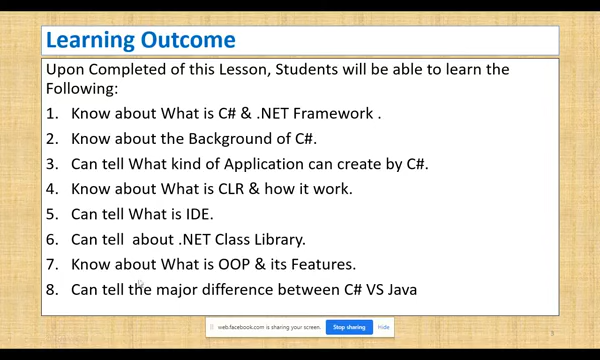 Learning Outcome
Upon Completed of this Lesson, Students will be able to learn the
Following:
1. Know about What is C# & .NET Framework .
2. Know about the Background of C#.
3. Can tell What kind of Application can create by C#.
4. Know about What is CLR & how it work.
5. Can tell What is IDE.
6. Can tell about .NET Class Library.
7. Know about What is OOP & its Features.
8. Can tell the major difference between C# VS Java
web.facebook.com is sharing your screen. Stop sharing Hide